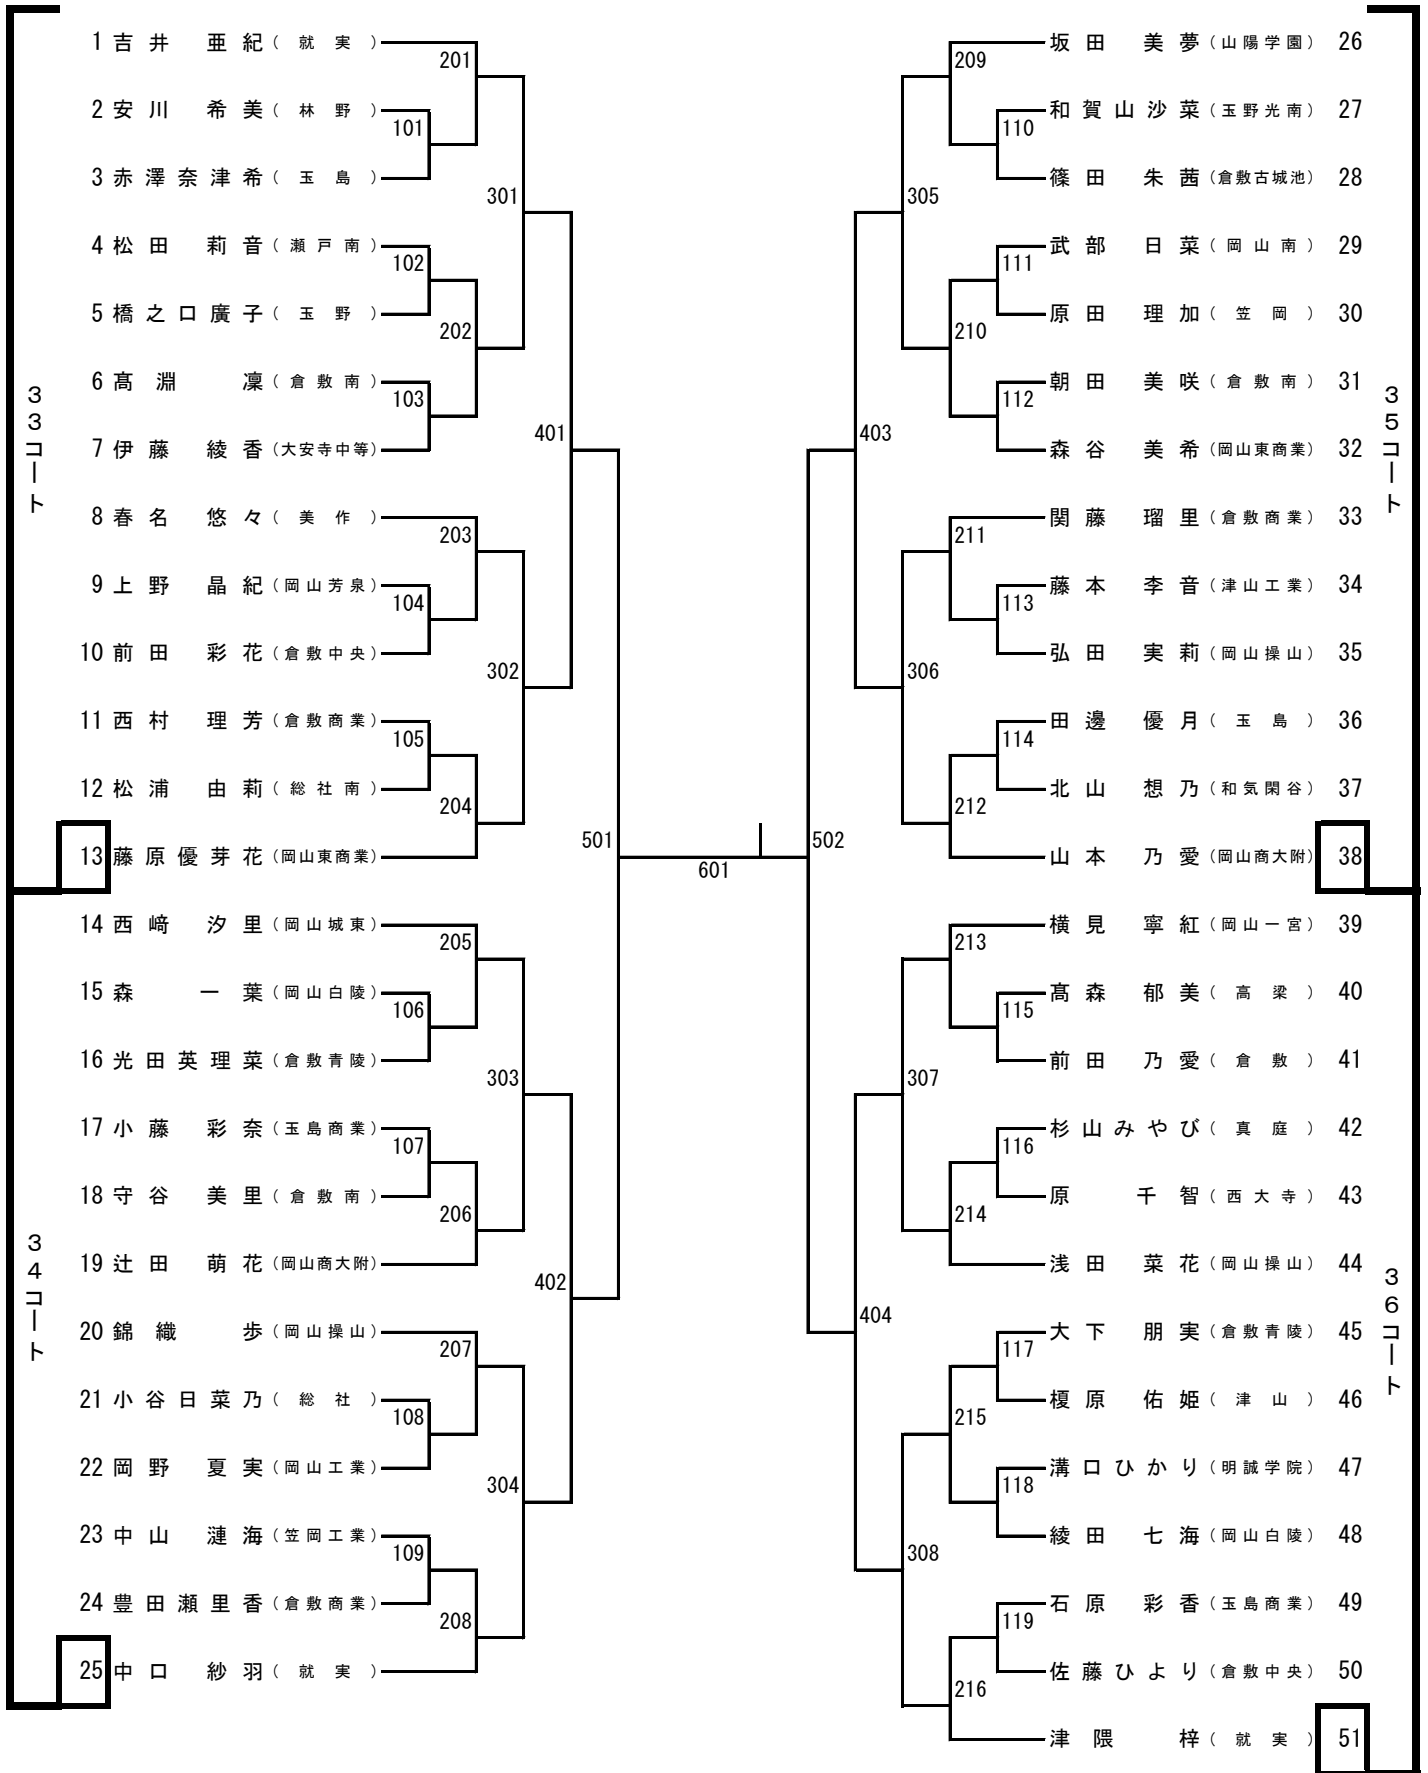 1 吉井 亜紀（就実）
201
2 安川 希美（林野）
101
3 赤澤奈津希（玉島）
301
4 松田 莉音（瀬戸南）
102
5 橋之口廣子（玉野）
202
6 髙淵 凜（倉敷南）
103
7 伊藤 綾香（大安寺中等）
401
8 春名 悠々（美作）
203
9 上野 晶紀（岡山芳泉）
104
10 前田 彩花（倉敷中央）
302
11 西村 理芳（倉敷商業）
105
12 松浦 由莉（総社南）
204
13 藤原優芽花（岡山東商業）
33コート
501
14 西﨑 汐里（岡山城東）
205
15 森 一葉（岡山白陵）
106
16 光田英理菜（倉敷青陵）
303
17 小藤 彩奈（玉島商業）
107
18 守谷 美里（倉敷南）
206
19 辻田 萌花（岡山商大附）
402
20 錦織 歩（岡山操山）
207
21 小谷日菜乃（総社）
108
22 岡野 夏実（岡山工業）
304
23 中山 漣海（笠岡工業）
109
24 豊田瀬里香（倉敷商業）
208
25 中口 紗羽（就実）
34コート
601
坂田 美夢（山陽学園） 26
209
和賀山沙菜（玉野光南） 27
110
篠田 朱茜（倉敷古城池） 28
305
武部 日菜（岡山南） 29
111
原田 理加（笠岡） 30
210
朝田 美咲（倉敷南） 31
112
森谷 美希（岡山東商業） 32
403
関藤 瑠里（倉敷商業） 33
211
藤本 李音（津山工業） 34
113
弘田 実莉（岡山操山） 35
306
田邊 優月（玉島） 36
114
北山 想乃（和気閑谷） 37
212
山本 乃愛（岡山商大附） 38
35コート
502
横見 寧紅（岡山一宮） 39
213
髙森 郁美（高梁） 40
115
前田 乃愛（倉敷） 41
307
杉山みやび（真庭） 42
116
原 千智（西大寺） 43
214
浅田 菜花（岡山操山） 44
404
大下 朋実（倉敷青陵） 45
117
榎原 佑姫（津山） 46
215
溝口ひかり（明誠学院） 47
118
綾田 七海（岡山白陵） 48
308
石原 彩香（玉島商業） 49
119
佐藤ひより（倉敷中央） 50
216
津隈 梓（就実） 51
36コート